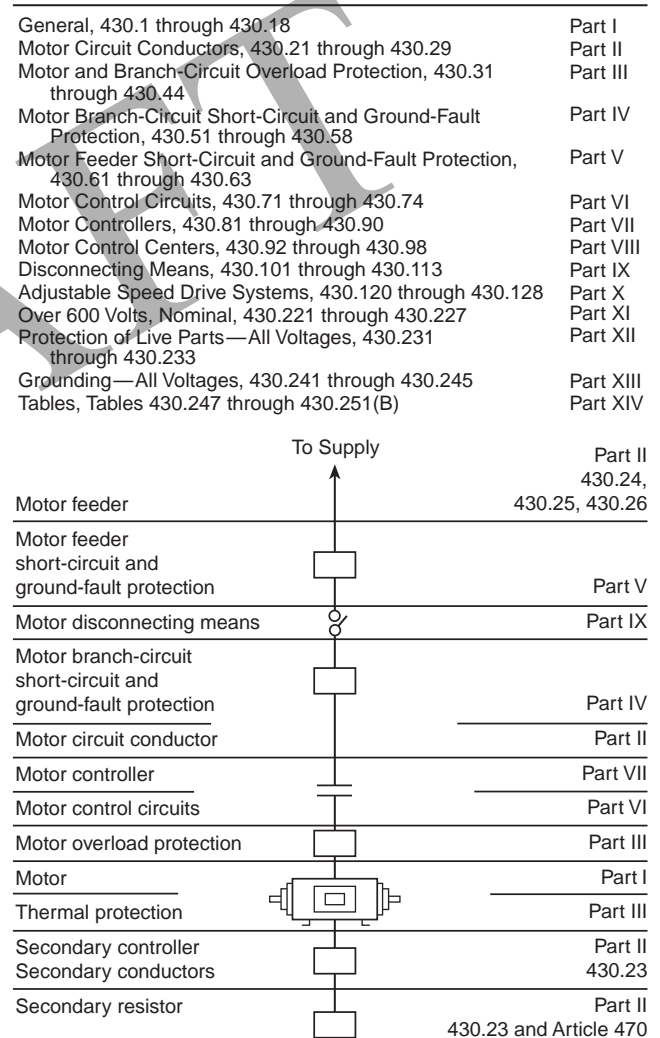 General, 430.1 through 430.18 Part I
Motor Circuit Conductors, 430.21 through 430.29 Part II
Motor and Branch-Circuit Overload Protection, 430.31 Part III
through 430.44
Motor Branch-Circuit Short-Circuit and Ground-Fault Part IV
Protection, 430.51 through 430.58
Motor Feeder Short-Circuit and Ground-Fault Protection, Part V
430.61 through 430.63
Motor Control Circuits, 430.71 through 430.74 Part VI
Motor Controllers, 430.81 through 430.90 Part VII
Motor Control Centers, 430.92 through 430.98 Part VIII
Disconnecting Means, 430.101 through 430.113 Part IX
Adjustable Speed Drive Systems, 430.120 through 430.128 Part X
Over 600 Volts, Nominal, 430.221 through 430.227 Part XI
Protection of Live Parts—All Voltages, 430.231 Part XII
through 430.233
Grounding—All Voltages, 430.241 through 430.245 Part XIII
Tables, Tables 430.247 through 430.251(B) Part XIV
To Supply
Part II
430.24,
Motor feeder 430.25, 430.26
Motor feeder
short-circuit and
ground-fault protection Part V
Motor disconnecting means Part IX
Motor branch-circuit
short-circuit and
ground-fault protection Part IV
Motor circuit conductor Part II
Motor controller Part VII
Motor control circuits Part VI
Motor overload protection Part III
Motor Part I
Thermal protection Part III
Secondary controller Part II
Secondary conductors 430.23
Secondary resistor Part II
430.23 and Article 470
AFT